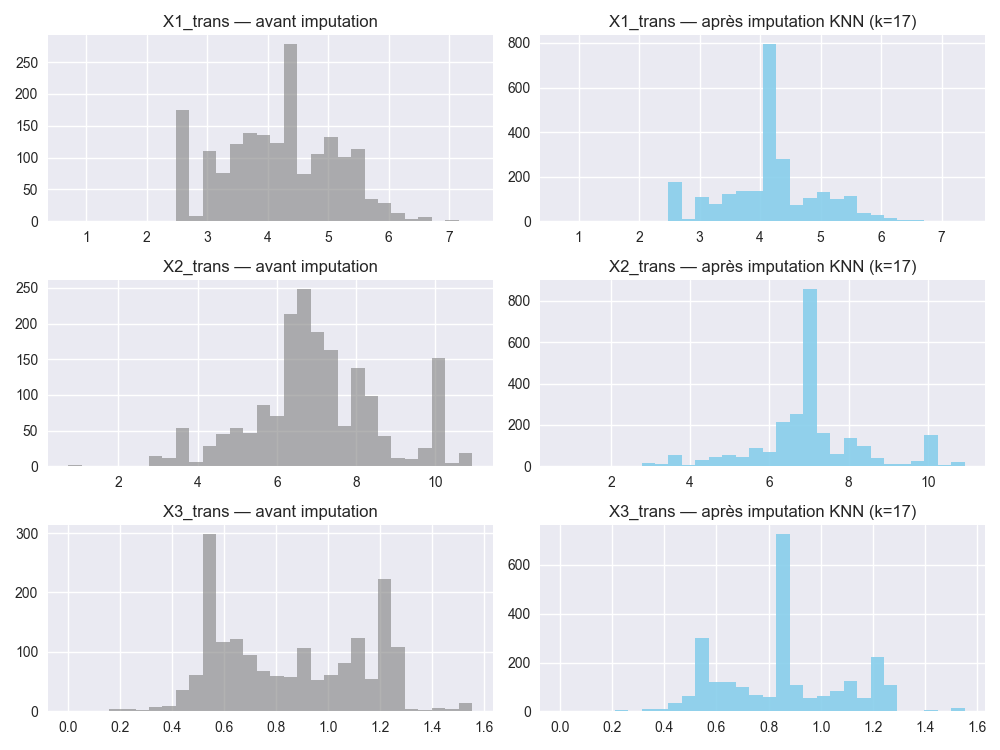 X1_trans — avant imputation
X1_trans — après imputation KNN (k=17)
250
200
150
100
50
0
1 2 3 4 5 6 7
800
600
400
200
0
1 2 3 4 5 6 7
X2_trans — avant imputation
X2_trans — après imputation KNN (k=17)
250
200
150
100
50
0
2 4 6 8 10
800
600
400
200
0
2 4 6 8 10
X3_trans — avant imputation
X3_trans — après imputation KNN (k=17)
300
200
100
0
0.0 0.2 0.4 0.6 0.8 1.0 1.2 1.4 1.6
600
400
200
0
0.0 0.2 0.4 0.6 0.8 1.0 1.2 1.4 1.6